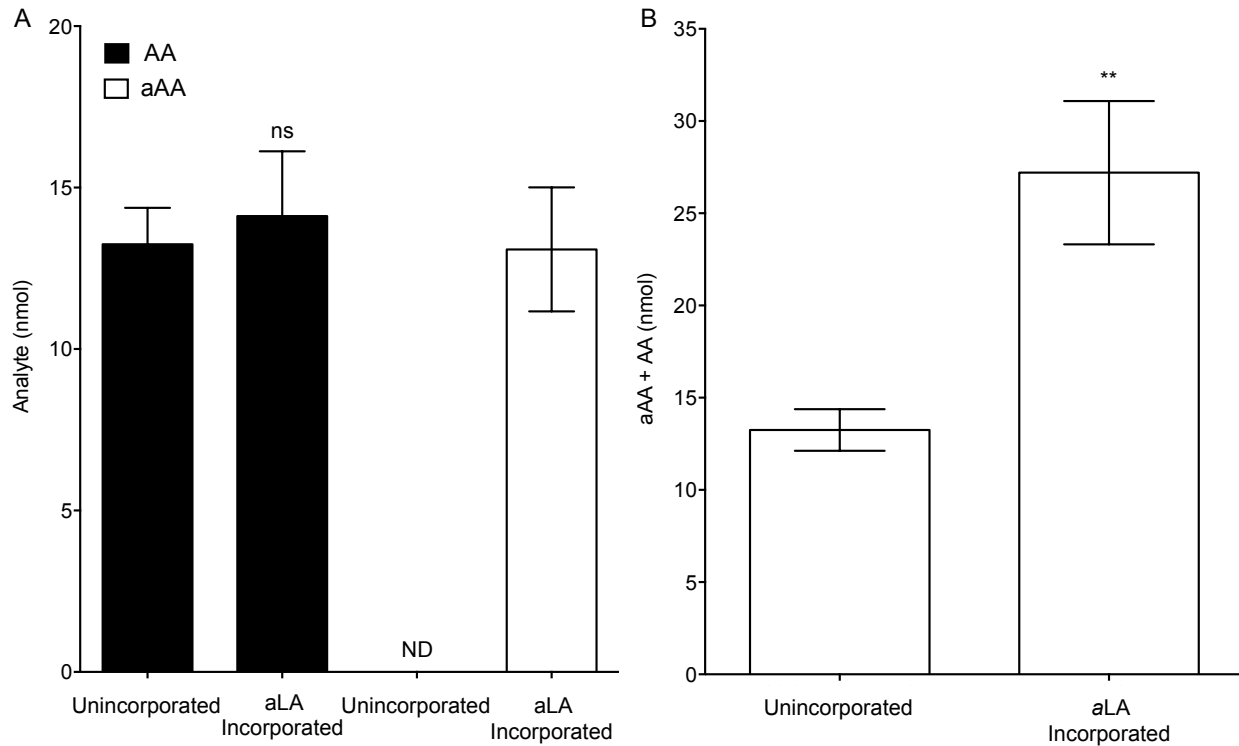 A
20
15
10
5
0
Analyte (nmol)
AA
aAA
ns
ND
Unincorporated
aLA
Incorporated
Unincorporated
aLA
Incorporated
B
35
30
25
20
15
10
5
0
aAA + AA (nmol)
**
Unincorporated
aLA
Incorporated